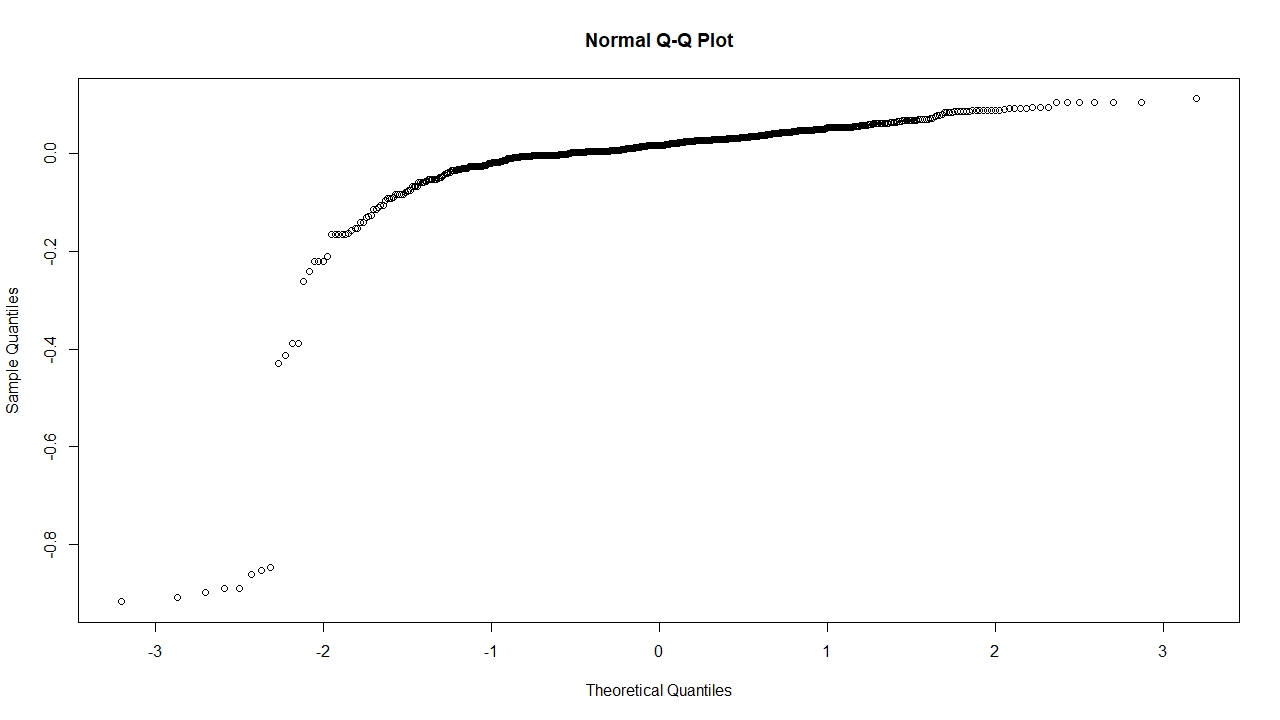 Normal Q-Q Plot
Sample Quantiles
0.0
-0.2
-0.4
-0.6
-0.8
-3 -2 -1 0 1 2 3
Theoretical Quantiles